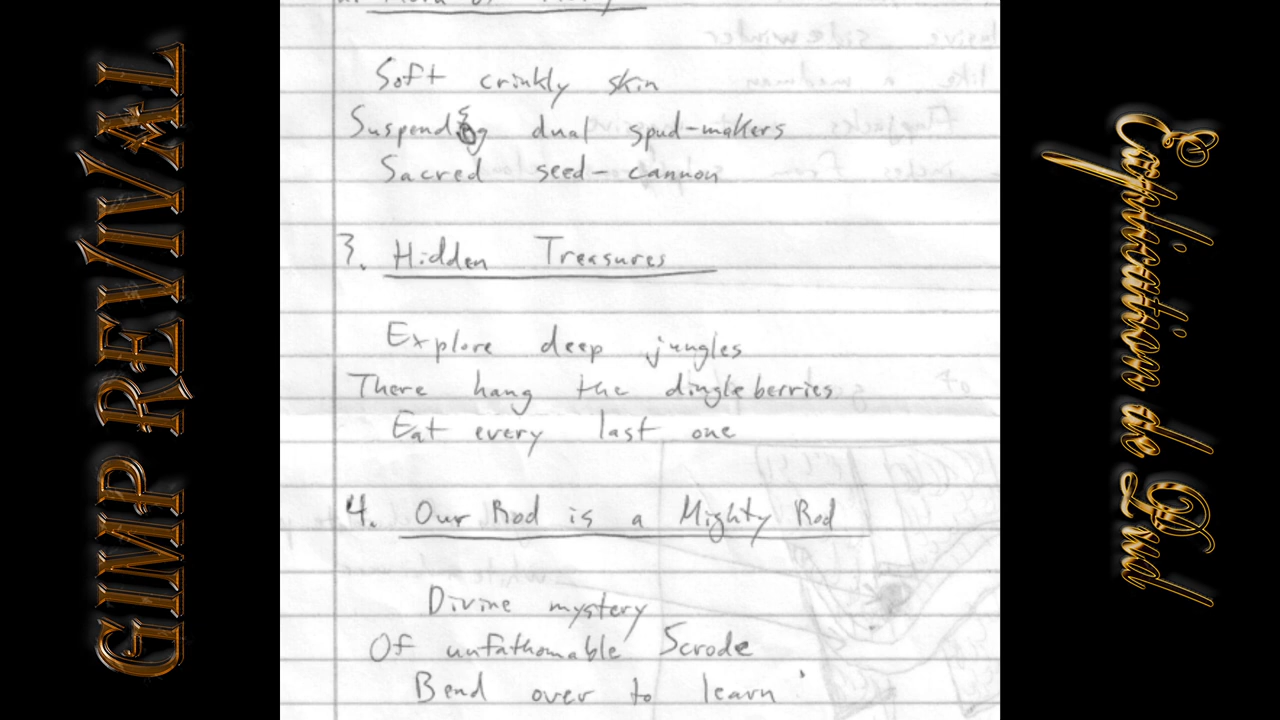 GIMP REVIVAL
Soft crinkly skin
Suspending dual spud-makers
Sacred seed-cannon
3. Hidden Treasures
Explore deep jungles
There hang the dingleberries
Eat every last one
4. Our Rod is a Mighty Rod
Divine mystery
Of unfathomable Scrode
Bend over to learn
Explication de Prud